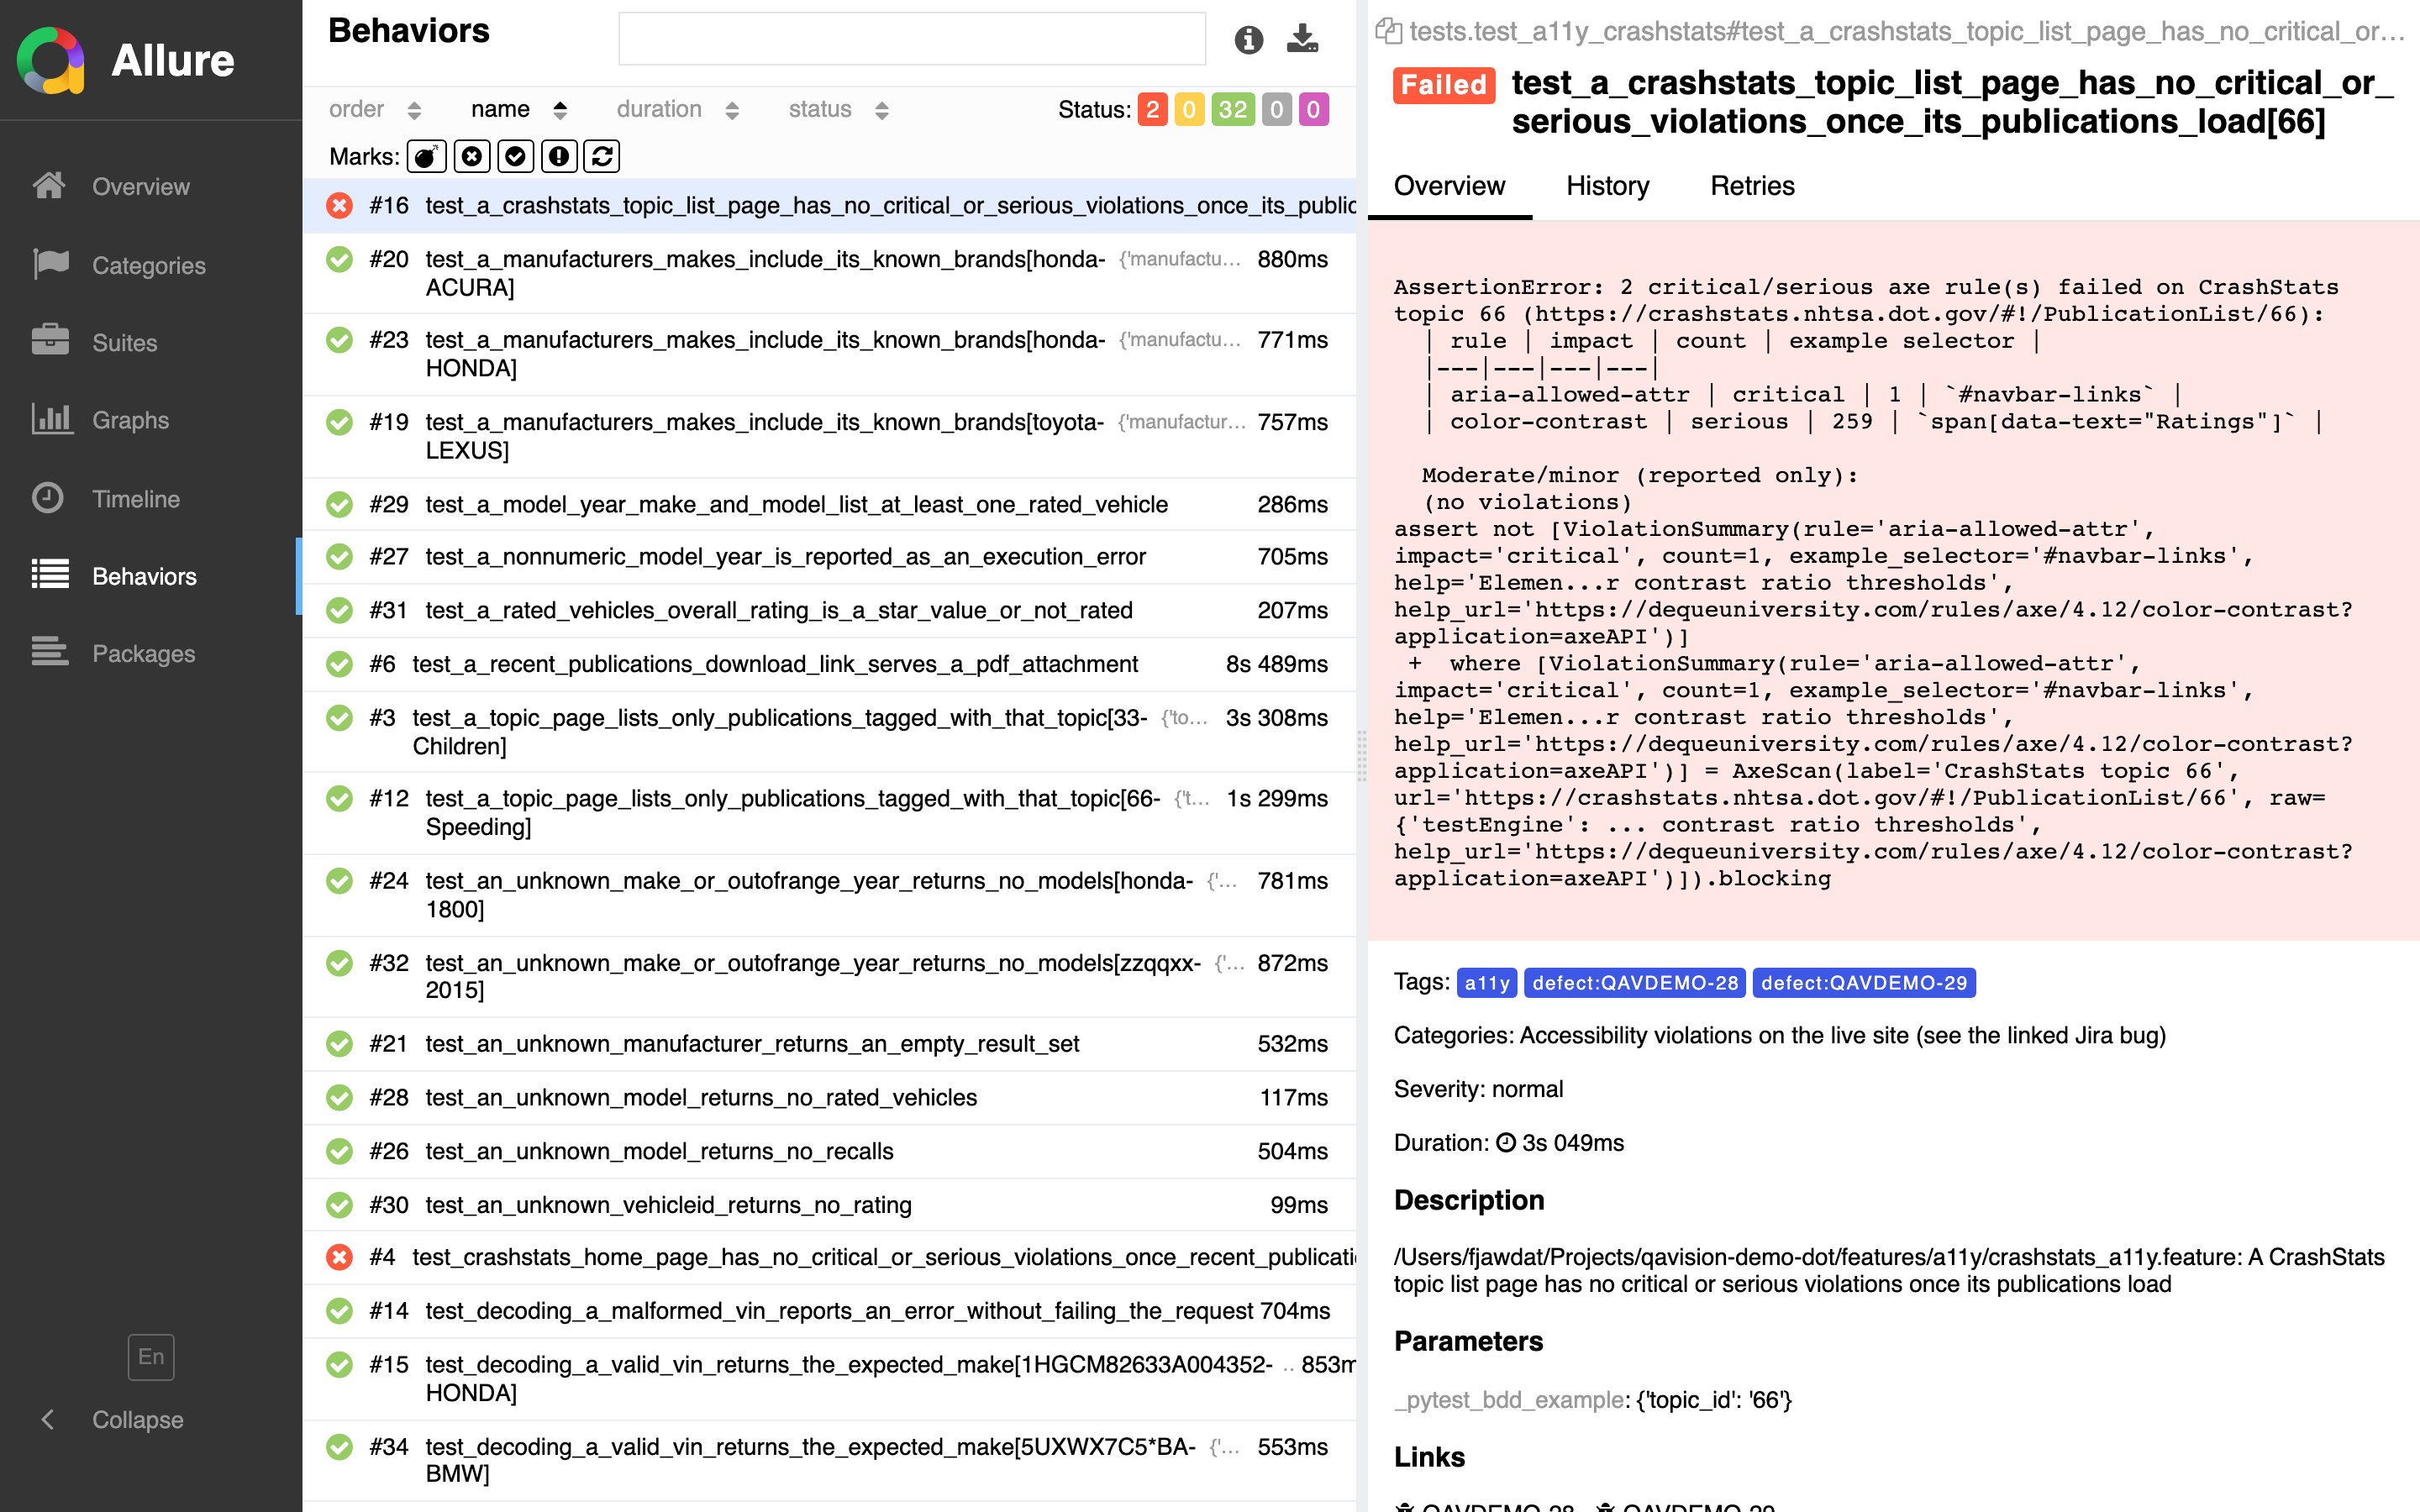 Allure
Overview
Categories
Suites
Graphs
Timeline
Behaviors
Packages
En
Collapse
Behaviors
order name duration status Status: 2 0 32 0 0
Marks:
#16 test_a_crashstats_topic_list_page_has_no_critical_or_serious_violations_once_its_public
#20 test_a_manufacturers_makes_include_its_known_brands[honda- {'manufactu... 880ms
ACURA]
#23 test_a_manufacturers_makes_include_its_known_brands[honda- {'manufactu... 771ms
HONDA]
#19 test_a_manufacturers_makes_include_its_known_brands[toyota- {'manufactur... 757ms
LEXUS]
#29 test_a_model_year_make_and_model_list_at_least_one_rated_vehicle 286ms
#27 test_a_nonnumeric_model_year_is_reported_as_an_execution_error 705ms
#31 test_a_rated_vehicles_overall_rating_is_a_star_value_or_not_rated 207ms
#6 test_a_recent_publications_download_link_serves_a_pdf_attachment 8s 489ms
#3 test_a_topic_page_lists_only_publications_tagged_with_that_topic[33- {'to... 3s 308ms
Children]
#12 test_a_topic_page_lists_only_publications_tagged_with_that_topic[66- {'t... 1s 299ms
Speeding]
#24 test_an_unknown_make_or_outofrange_year_returns_no_models[honda- {'... 781ms
1800]
#32 test_an_unknown_make_or_outofrange_year_returns_no_models[zzqqxx- {'... 872ms
2015]
#21 test_an_unknown_manufacturer_returns_an_empty_result_set 532ms
#28 test_an_unknown_model_returns_no_rated_vehicles 117ms
#26 test_an_unknown_model_returns_no_recalls 504ms
#30 test_an_unknown_vehicleid_returns_no_rating 99ms
#4 test_crashstats_home_page_has_no_critical_or_serious_violations_once_recent_publicati
#14 test_decoding_a_malformed_vin_reports_an_error_without_failing_the_request 704ms
#15 test_decoding_a_valid_vin_returns_the_expected_make[1HGCM82633A004352- .. 853m
HONDA]
#34 test_decoding_a_valid_vin_returns_the_expected_make[5UXWX7C5*BA- {'... 553ms
BMW]
tests.test_a11y_crashstats#test_a_crashstats_topic_list_page_has_no_critical_or...
Failed test_a_crashstats_topic_list_page_has_no_critical_or_
serious_violations_once_its_publications_load[66]
Overview History Retries
AssertionError: 2 critical/serious axe rule(s) failed on CrashStats
topic 66 (https://crashstats.nhtsa.dot.gov/#!/PublicationList/66):
| rule | impact | count | example selector |
|---|---|---|---|
| aria-allowed-attr | critical | 1 | `#navbar-links` |
| color-contrast | serious | 259 | `span[data-text="Ratings"]` |
Moderate/minor (reported only):
(no violations)
assert not [ViolationSummary(rule='aria-allowed-attr',
impact='critical', count=1, example_selector='#navbar-links',
help='Elemen...r contrast ratio thresholds',
help_url='https://dequeuniversity.com/rules/axe/4.12/color-contrast?
application=axeAPI')]
+ where [ViolationSummary(rule='aria-allowed-attr',
impact='critical', count=1, example_selector='#navbar-links',
help='Elemen...r contrast ratio thresholds',
help_url='https://dequeuniversity.com/rules/axe/4.12/color-contrast?
application=axeAPI')] = AxeScan(label='CrashStats topic 66',
url='https://crashstats.nhtsa.dot.gov/#!/PublicationList/66', raw=
{'testEngine': ... contrast ratio thresholds',
help_url='https://dequeuniversity.com/rules/axe/4.12/color-contrast?
application=axeAPI')]).blocking
Tags: a11y defect:QAVDEMO-28 defect:QAVDEMO-29
Categories: Accessibility violations on the live site (see the linked Jira bug)
Severity: normal
Duration: 3s 049ms
Description
/Users/fjawdat/Projects/qavision-demo-dot/features/a11y/crashstats_a11y.feature: A CrashStats
topic list page has no critical or serious violations once its publications load
Parameters
_pytest_bdd_example: {'topic_id': '66'}
Links
QAVDEMO-28 QAVDEMO-29